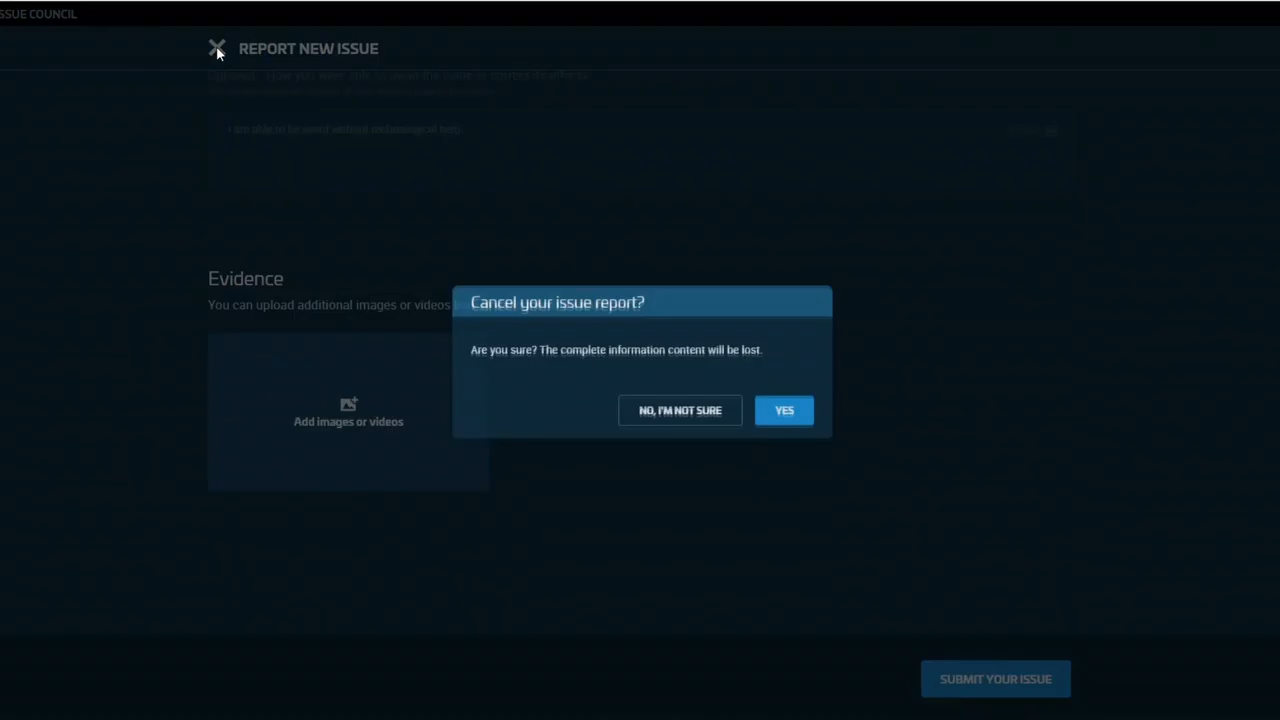 SSUE COUNCIL
REPORT NEW ISSUE
Evidence
You can upload additional images or videos
Add images or videos
Cancel your issue report?
Are you sure? The complete information content will be lost.
NO, I'M NOT SURE
YES
SUBMIT YOUR ISSUE